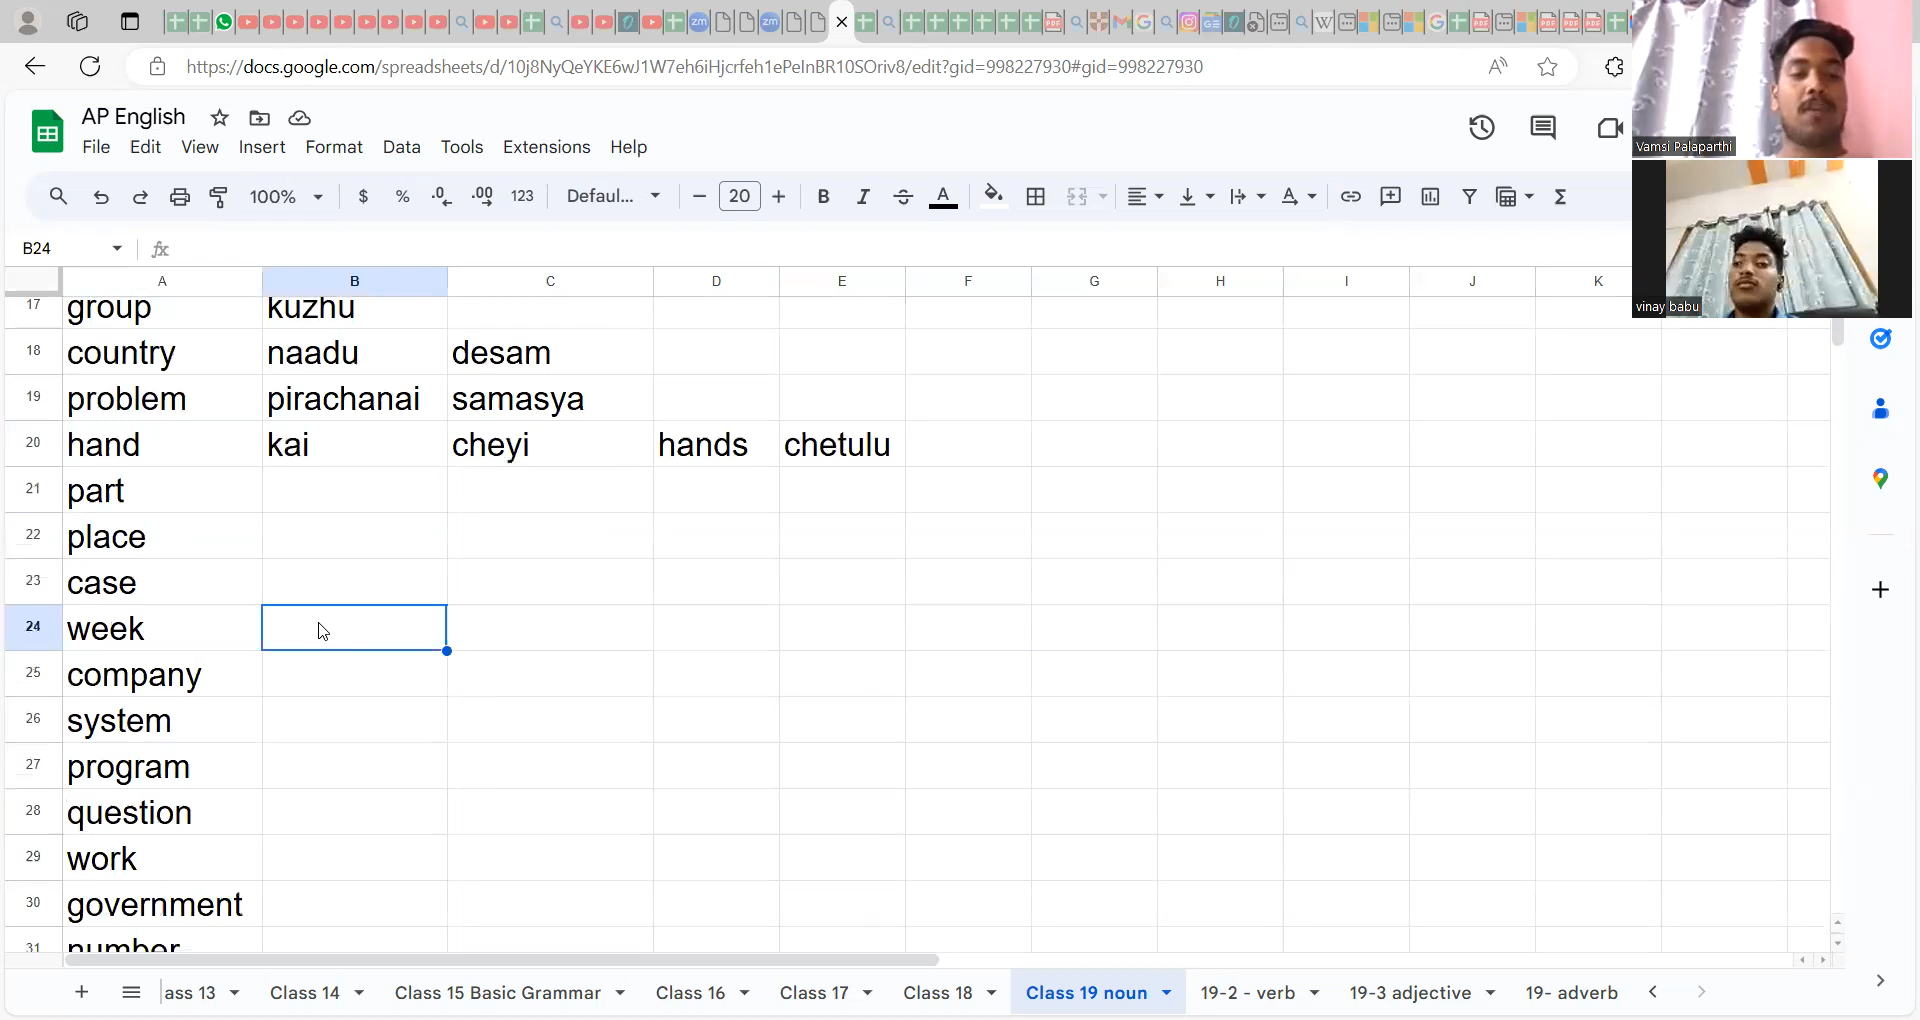 https://docs.google.com/spreadsheets/d/10j8NyQeYKE6wJ1W7eh6iHjcrfeh1ePeInBR10SOriv8/edit?gid=998227930#gid=998227930
AP English
File Edit View Insert Format Data Tools Extensions Help
100% $ % .0 .00 123 Defaul... 20 B I A
Vamsi Palaparthi
vinay babu
B24 fx
A B C D E F G H I J K
17 group kuzhu
18 country naadu desam
19 problem pirachanai samasya
20 hand kai cheyi hands chetulu
21 part
22 place
23 case
24 week
25 company
26 system
27 program
28 question
29 work
30 government
31 number
ass 13 Class 14 Class 15 Basic Grammar Class 16 Class 17 Class 18 Class 19 noun 19-2 - verb 19-3 adjective 19- adverb